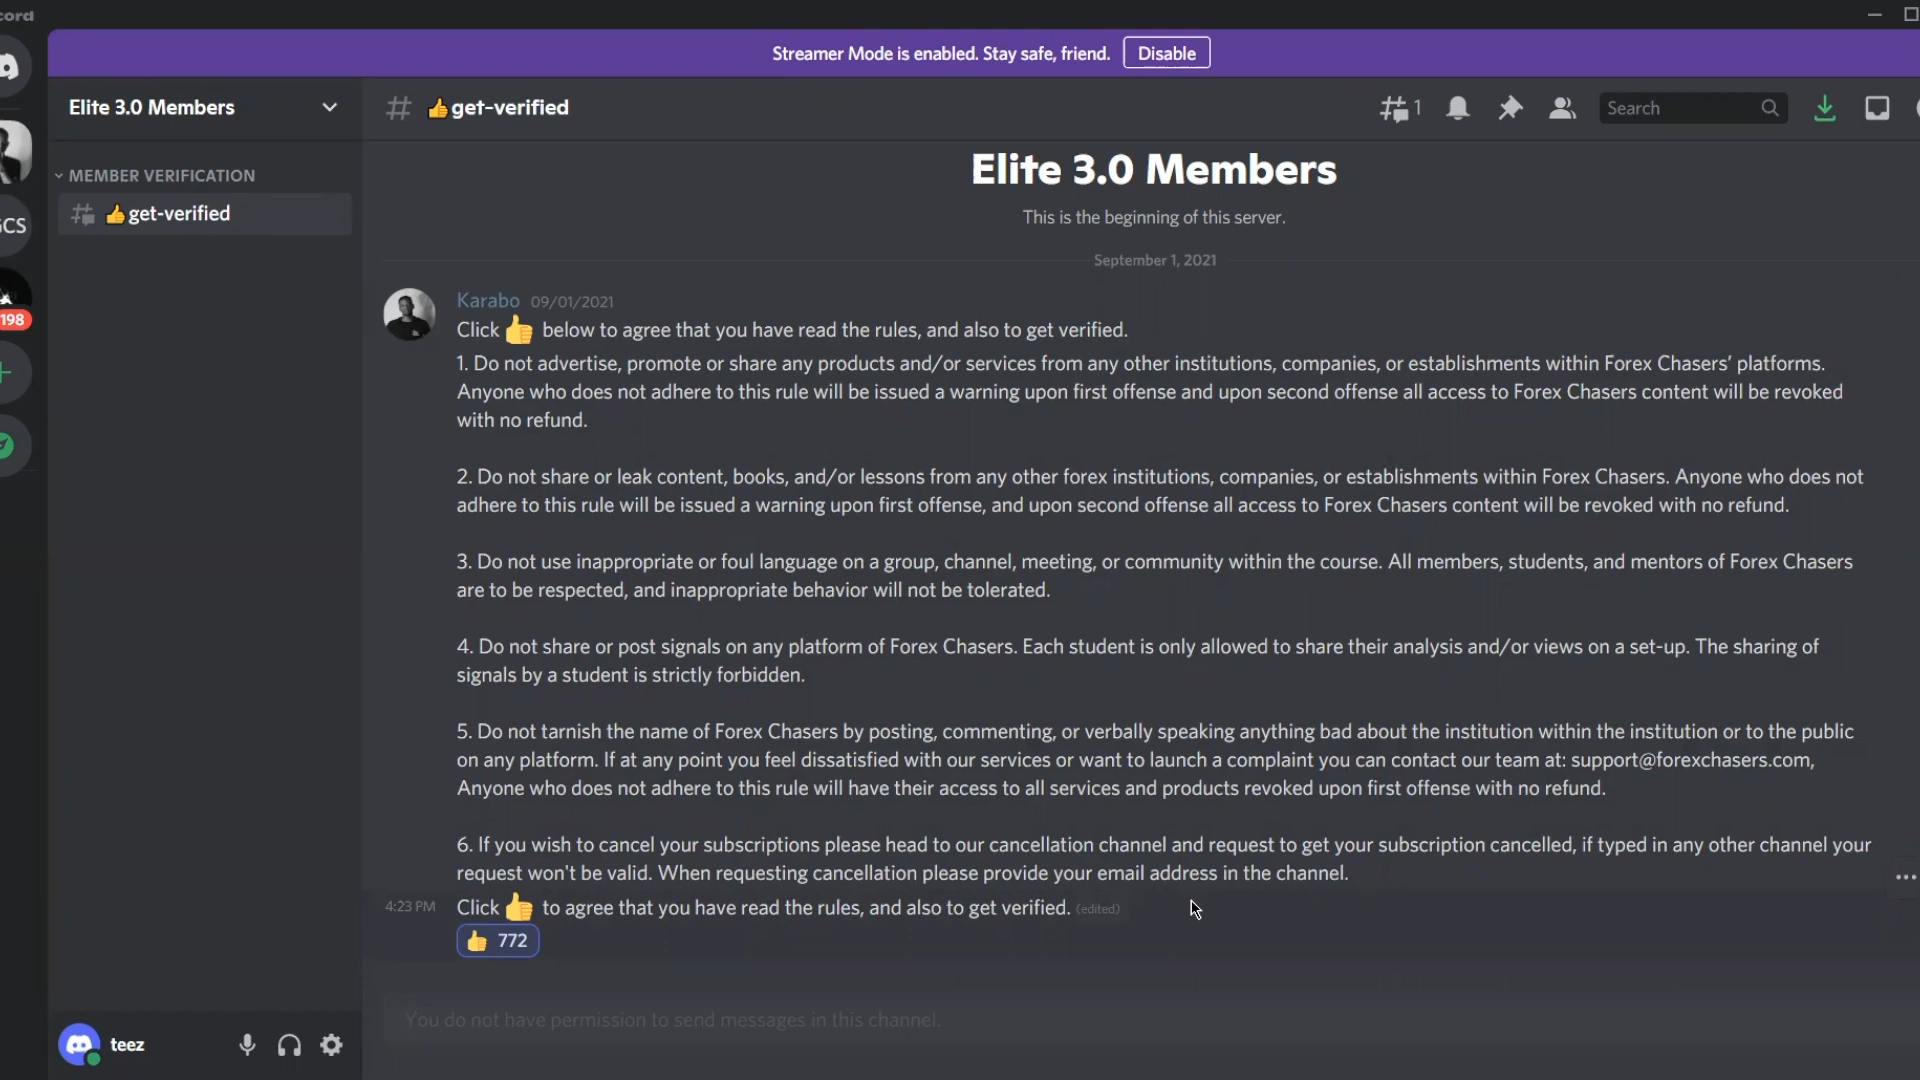 cord
Streamer Mode is enabled. Stay safe, friend. Disable
Elite 3.0 Members
# 👍get-verified
1
Search
Elite 3.0 Members
This is the beginning of this server.
MEMBER VERIFICATION
👍get-verified
CS
198
September 1, 2021
Karabo 09/01/2021
Click 👍 below to agree that you have read the rules, and also to get verified.
1. Do not advertise, promote or share any products and/or services from any other institutions, companies, or establishments within Forex Chasers’ platforms.
Anyone who does not adhere to this rule will be issued a warning upon first offense and upon second offense all access to Forex Chasers content will be revoked
with no refund.
2. Do not share or leak content, books, and/or lessons from any other forex institutions, companies, or establishments within Forex Chasers. Anyone who does not
adhere to this rule will be issued a warning upon first offense, and upon second offense all access to Forex Chasers content will be revoked with no refund.
3. Do not use inappropriate or foul language on a group, channel, meeting, or community within the course. All members, students, and mentors of Forex Chasers
are to be respected, and inappropriate behavior will not be tolerated.
4. Do not share or post signals on any platform of Forex Chasers. Each student is only allowed to share their analysis and/or views on a set-up. The sharing of
signals by a student is strictly forbidden.
5. Do not tarnish the name of Forex Chasers by posting, commenting, or verbally speaking anything bad about the institution within the institution or to the public
on any platform. If at any point you feel dissatisfied with our services or want to launch a complaint you can contact our team at: support@forexchasers.com,
Anyone who does not adhere to this rule will have their access to all services and products revoked upon first offense with no refund.
6. If you wish to cancel your subscriptions please head to our cancellation channel and request to get your subscription cancelled, if typed in any other channel your
request won't be valid. When requesting cancellation please provide your email address in the channel.
4:23 PM Click 👍 to agree that you have read the rules, and also to get verified. (edited)
👍 772
You do not have permission to send messages in this channel.
teez